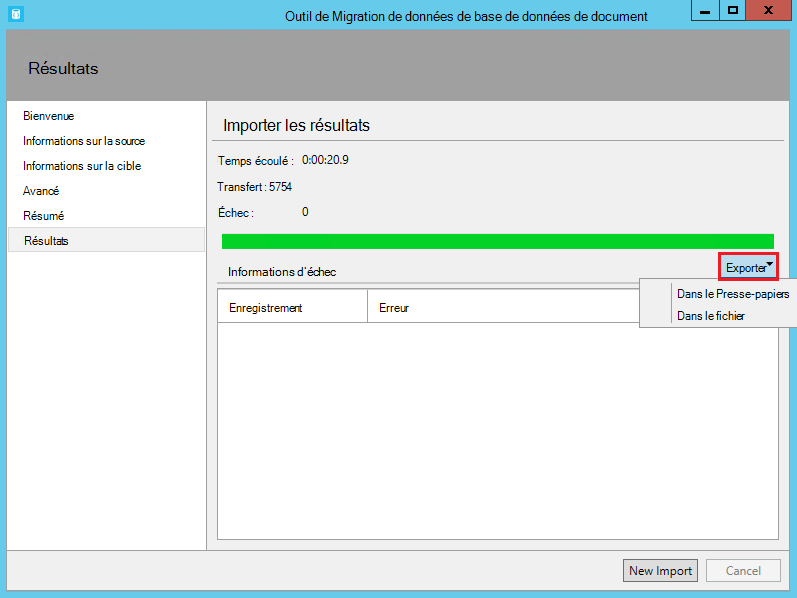 Outil de Migration de données de base de données de document
Résultats
Bienvenue
Informations sur la source
Informations sur la cible
Avancé
Résumé
Résultats
Importer les résultats
Temps écoulé : 0:00:20.9
Transfert : 5754
Échec : 0
Informations d'échec
Exporter
Dans le Presse-papiers
Dans le fichier
Enregistrement Erreur
New Import Cancel